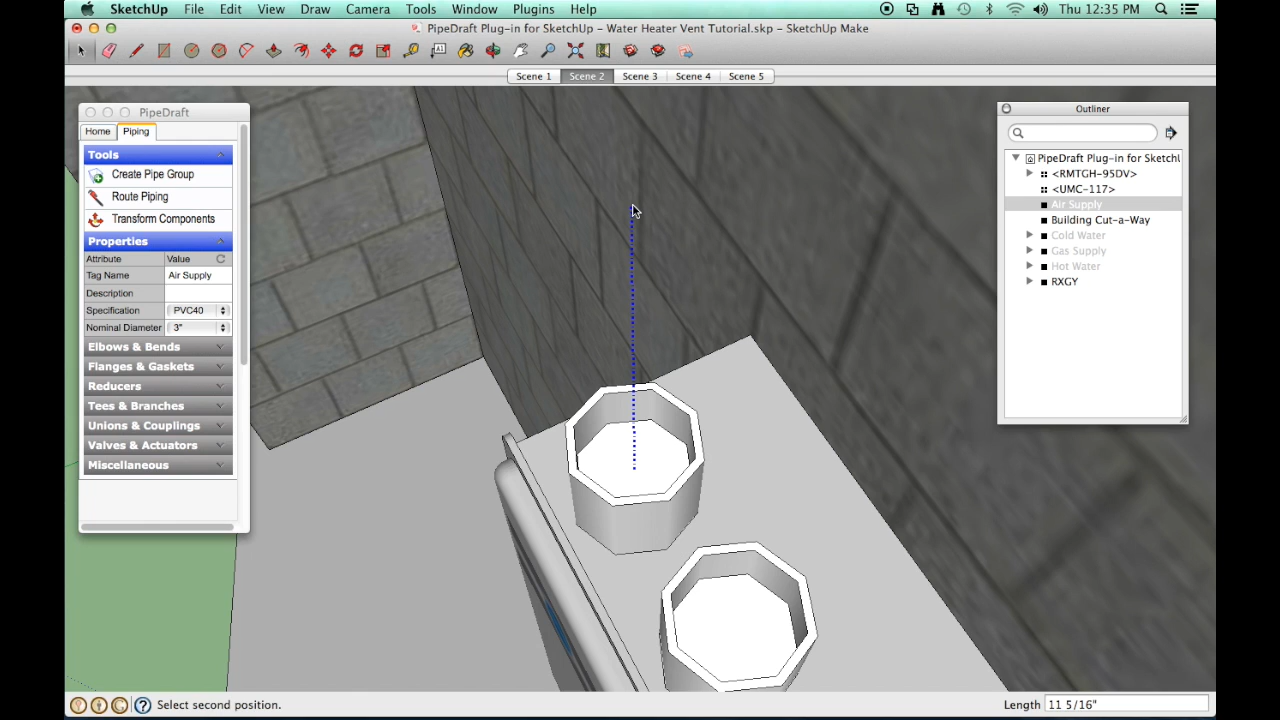 SketchUp File Edit View Draw Camera Tools Window Plugins Help Thu 12:35 PM
PipeDraft Plug-in for SketchUp – Water Heater Vent Tutorial.skp – SketchUp Make
A1
Scene 1 Scene 2 Scene 3 Scene 4 Scene 5
PipeDraft
Home Piping
Tools
Create Pipe Group
Route Piping
Transform Components
Properties
Attribute Value
Tag Name Air Supply
Description
Specification PVC40
Nominal Diameter 3"
Elbows & Bends
Flanges & Gaskets
Reducers
Tees & Branches
Unions & Couplings
Valves & Actuators
Miscellaneous
Outliner
PipeDraft Plug-in for SketchU
<RMTGH-95DV>
<UMC-117>
Air Supply
Building Cut-a-Way
Cold Water
Gas Supply
Hot Water
RXGY
Select second position.
Length 11 5/16"